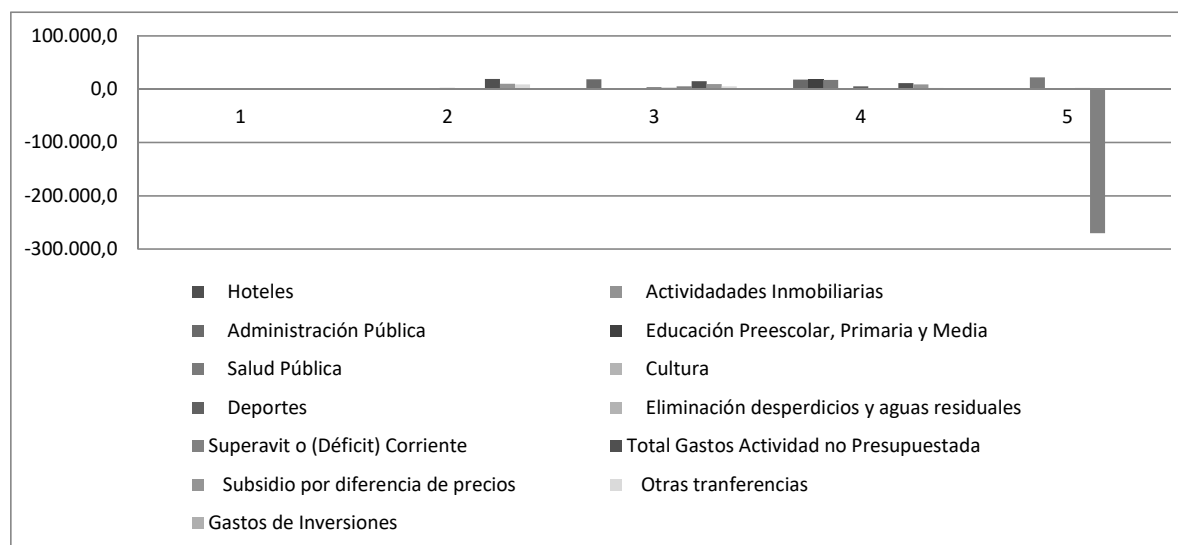 100.000,0
0,0
-100.000,0
-200.000,0
-300.000,0
1 2 3 4 5
Hoteles
Actividadades Inmobiliarias
Administración Pública
Educación Preescolar, Primaria y Media
Salud Pública
Cultura
Deportes
Eliminación desperdicios y aguas residuales
Superavit o (Déficit) Corriente
Total Gastos Actividad no Presupuestada
Subsidio por diferencia de precios
Otras tranferencias
Gastos de Inversiones